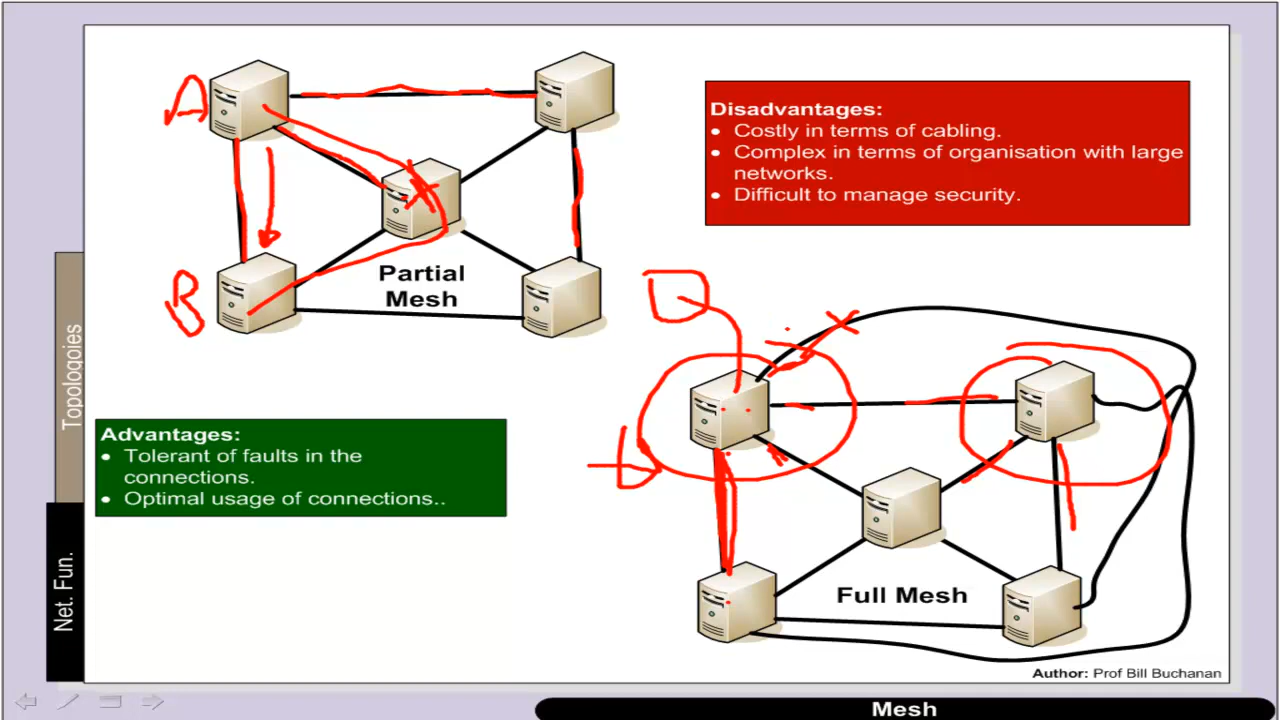 A
Disadvantages:
• Costly in terms of cabling.
• Complex in terms of organisation with large
networks.
• Difficult to manage security.
B
Partial
Mesh
Topologoies
Advantages:
• Tolerant of faults in the
connections.
• Optimal usage of connections..
Net. Fun.
Full Mesh
Author: Prof Bill Buchanan
Mesh